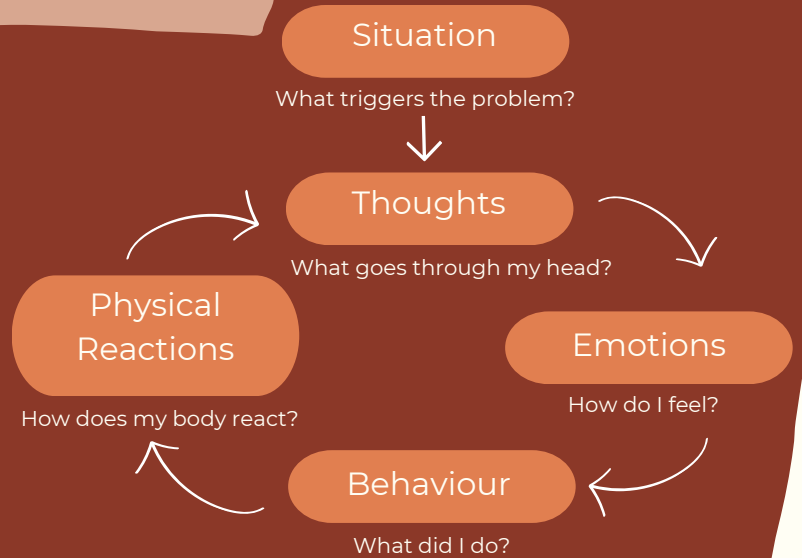 Situation
What triggers the problem?
Thoughts
What goes through my head?
Emotions
How do I feel?
Behaviour
What did I do?
Physical
Reactions
How does my body react?